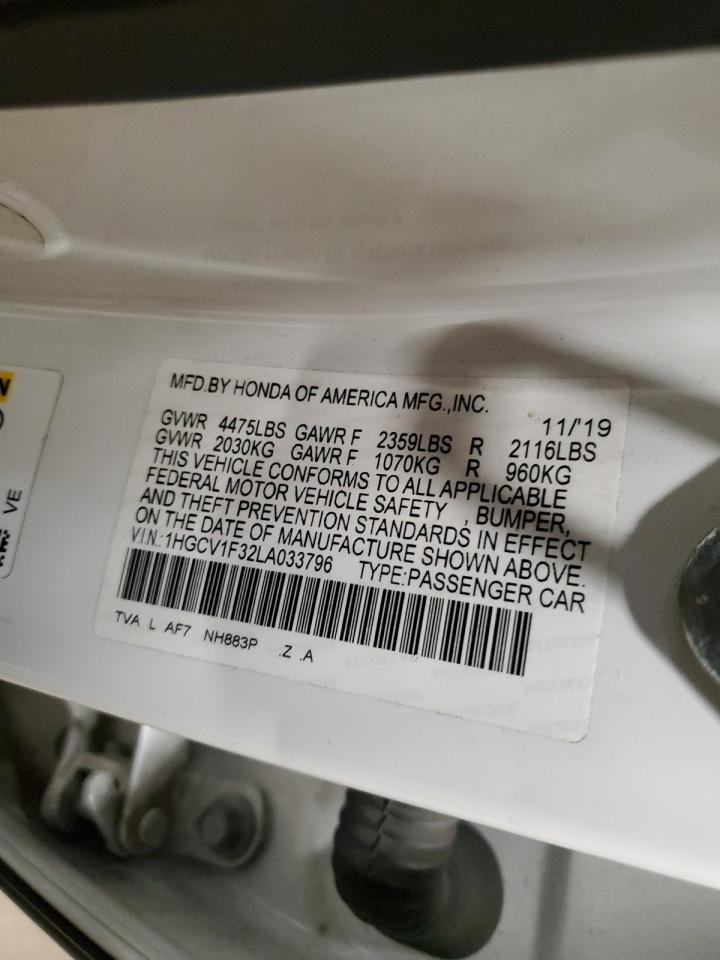 MFD.BY HONDA OF AMERICA MFG.,INC.
11/'19
GVWR 4475LBS GAWR F 2359LBS R 2116LBS
GVWR 2030KG GAWR F 1070KG R 960KG
THIS VEHICLE CONFORMS TO ALL APPLICABLE
FEDERAL MOTOR VEHICLE SAFETY , BUMPER,
AND THEFT PREVENTION STANDARDS IN EFFECT
ON THE DATE OF MANUFACTURE SHOWN ABOVE.
V.I.N.:1HGCV1F32LA033796 TYPE:PASSENGER CAR
TVA L AF7 NH883P .Z .A
N
VE